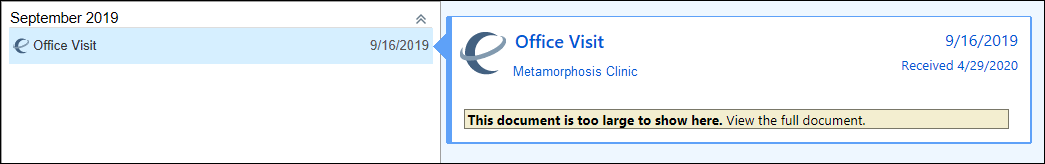 September 2019
Office Visit 9/16/2019
Office Visit 9/16/2019
Metamorphosis Clinic Received 4/29/2020
This document is too large to show here. View the full document.